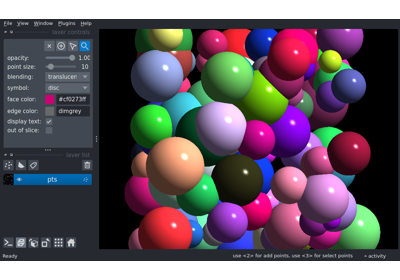 File View Window Plugins Help
layer controls
opacity: 1.00
point size: 10
blending: translucen
symbol: disc
face color: #cf0273ff
edge color: dimgrey
display text:
out of slice:
layer list
pts
Ready use <2> for add points, use <3> for select points activity